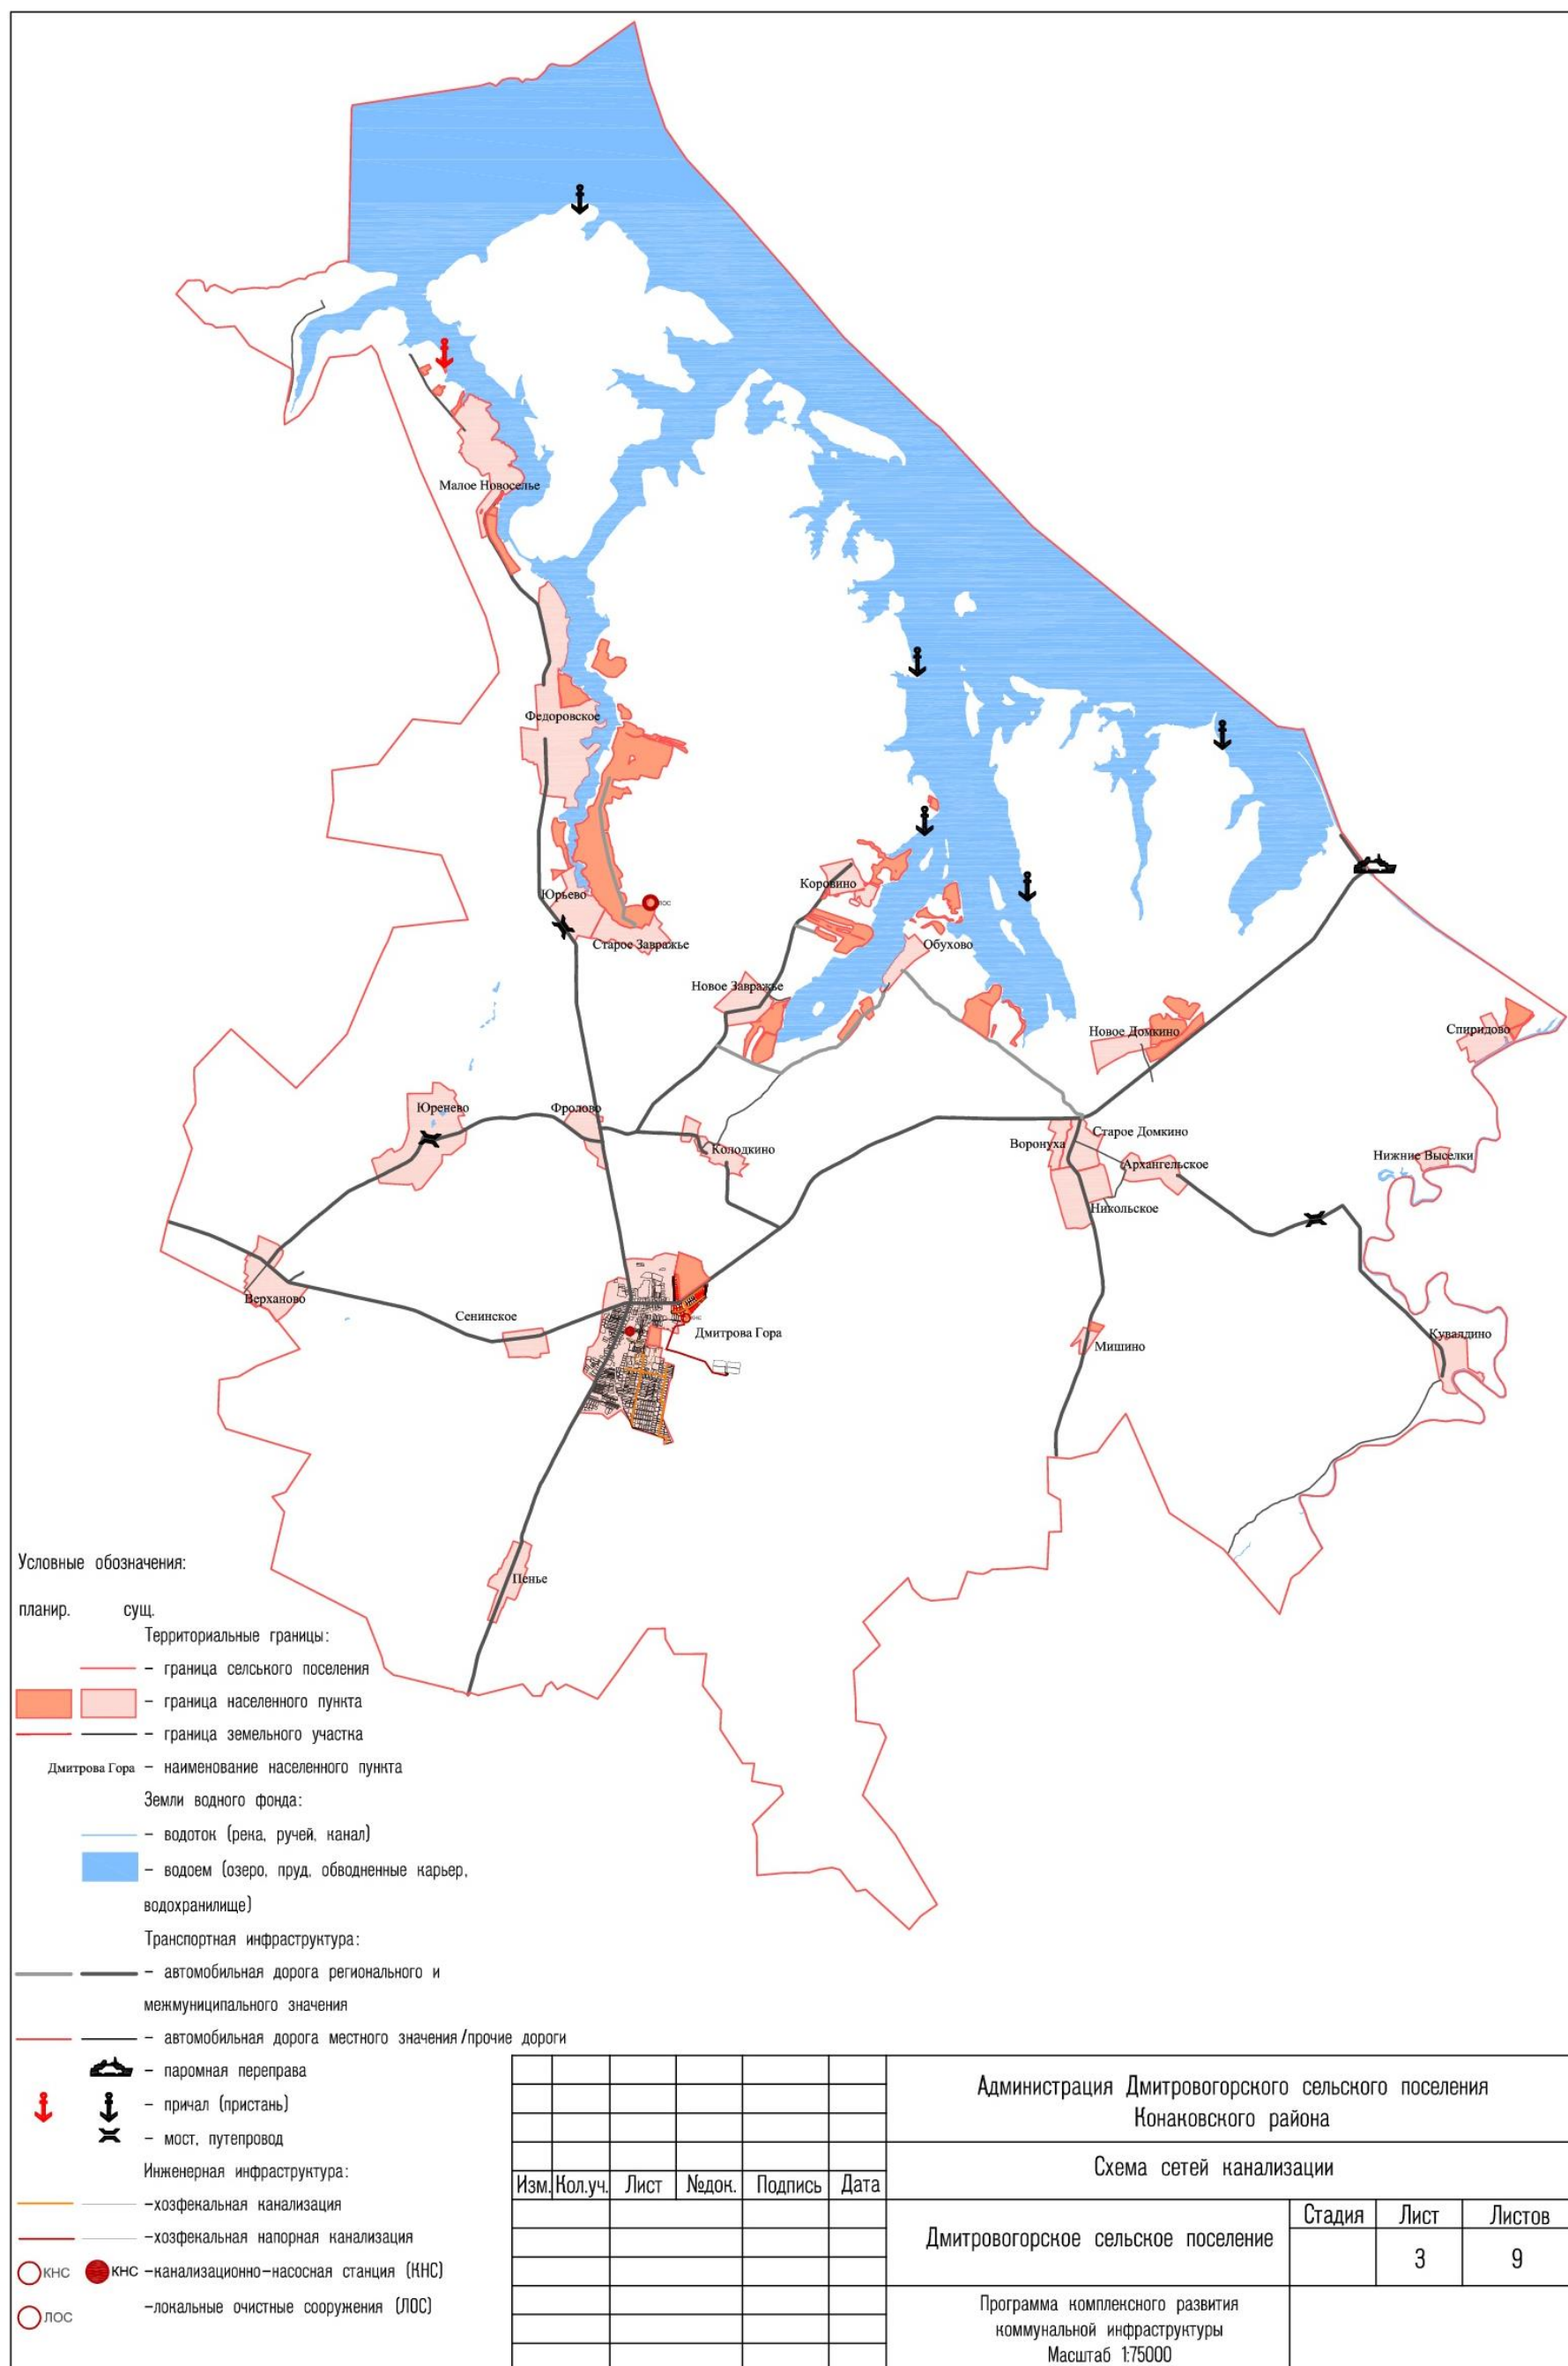 Малое Новоселье
Федоровское
Юрьево
ЛОС
Старое Завражье
Коровино
Обухово
Новое Завражье
Новое Домкино
Спиридово
Юренево
Фролово
Колодкино
Воронуха
Старое Домкино
Архангельское
Нижние Выселки
Никольское
Верханово
Сенинское
КНС
Дмитрова Гора
Мишино
Кувалдино
Пенье
Условные обозначения:
планир. сущ.
Территориальные границы:
– граница селського поселения
– граница населенного пункта
– граница земельного участка
Дмитрова Гора – наименование населенного пункта
Земли водного фонда:
– водоток (река, ручей, канал)
– водоем (озеро, пруд, обводненные карьер,
водохранилище)
Транспортная инфраструктура:
– автомобильная дорога регионального и
межмуниципального значения
– автомобильная дорога местного значения/прочие дороги
– паромная переправа
– причал (пристань)
– мост, путепровод
Инженерная инфраструктура:
–хозфекальная канализация
–хозфекальная напорная канализация
КНС КНС –канализационно–насосная станция (КНС)
ЛОС –локальные очистные сооружения (ЛОС)
Администрация Дмитровогорского сельского поселения
Конаковского района
Схема сетей канализации
Изм. Кол.уч. Лист №док. Подпись Дата
Дмитровогорское сельское поселение
Стадия Лист Листов
3 9
Программа комплексного развития
коммунальной инфраструктуры
Масштаб 1:75000